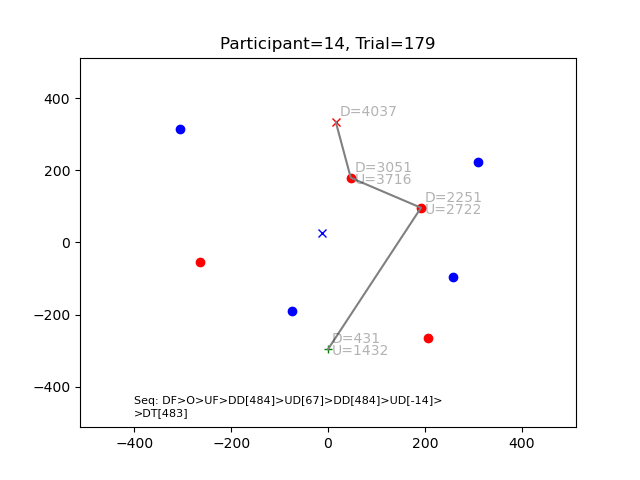 Participant=14, Trial=179
400
200
0
−200
−400
D=4037
D=3051
U=3716
D=2251
U=2722
D=431
U=1432
Seq: DF>O>UF>DD[484]>UD[67]>DD[484]>UD[-14]>
>DT[483]
−400 −200 0 200 400